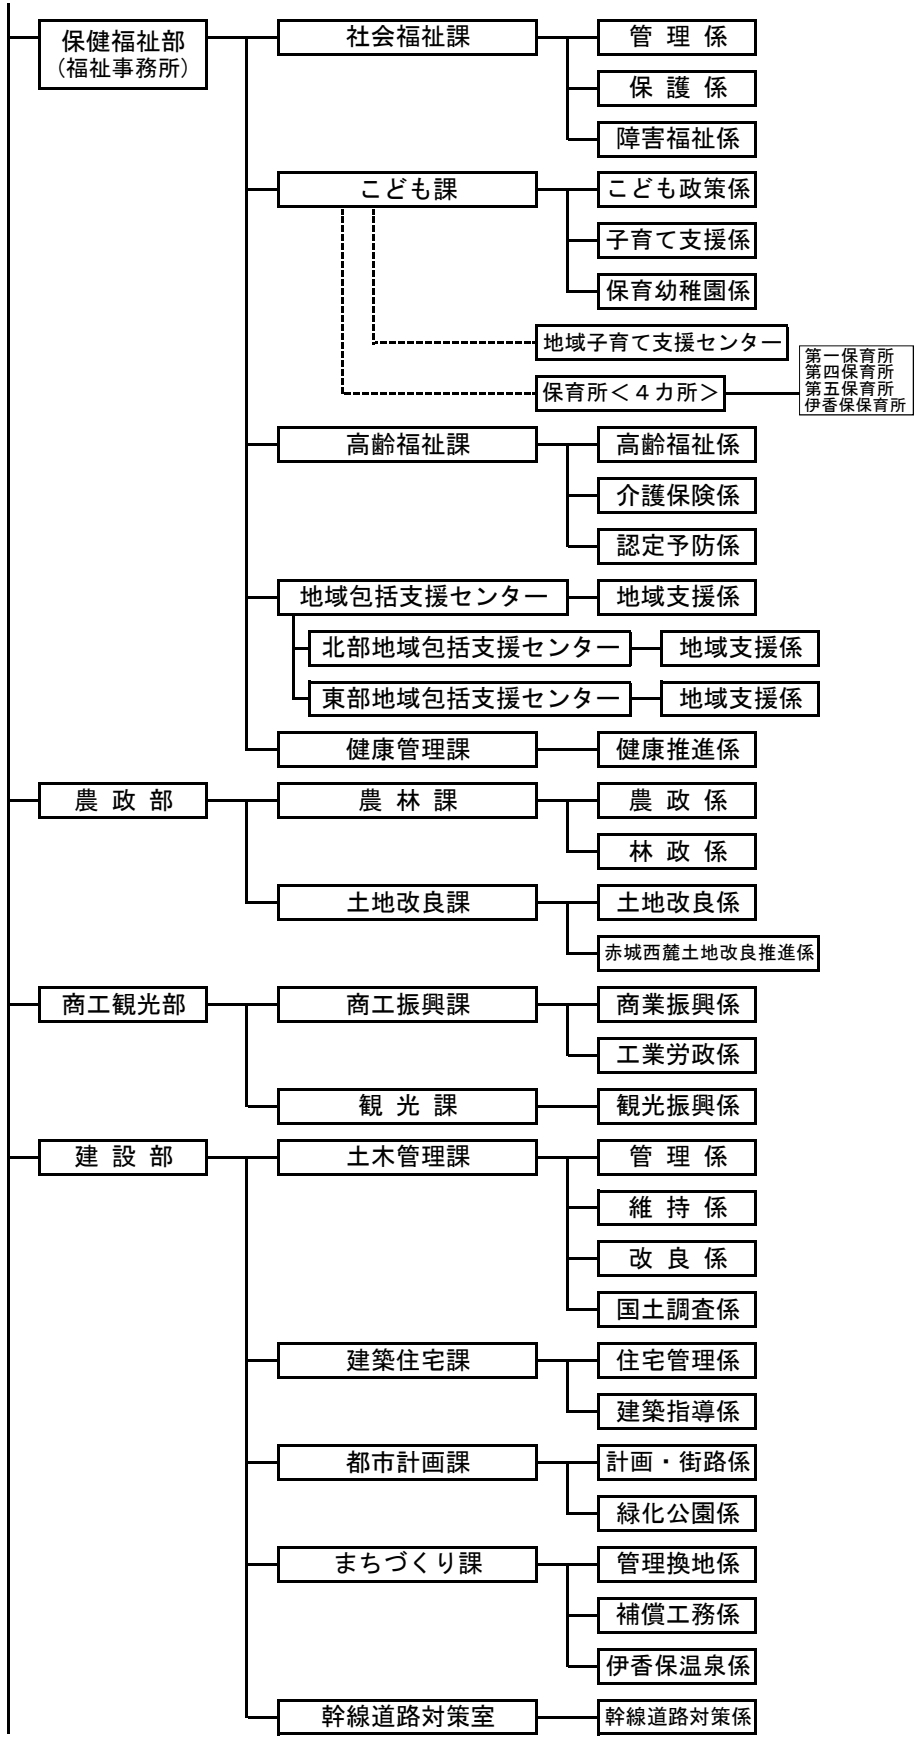 保健福祉部
（福祉事務所）
社会福祉課
管理係
保護係
障害福祉係
こども課
こども政策係
子育て支援係
保育幼稚園係
地域子育て支援センター
保育所＜４カ所＞
第一保育所
第四保育所
第五保育所
伊香保保育所
高齢福祉課
高齢福祉係
介護保険係
認定予防係
地域包括支援センター
地域支援係
北部地域包括支援センター
地域支援係
東部地域包括支援センター
地域支援係
健康管理課
健康推進係
農政部
農林課
農政係
林政係
土地改良課
土地改良係
赤城西麓土地改良推進係
商工観光部
商工振興課
商業振興係
工業労政係
観光課
観光振興係
建設部
土木管理課
管理係
維持係
改良係
国土調査係
建築住宅課
住宅管理係
建築指導係
都市計画課
計画・街路係
緑化公園係
まちづくり課
管理換地係
補償工務係
伊香保温泉係
幹線道路対策室
幹線道路対策係